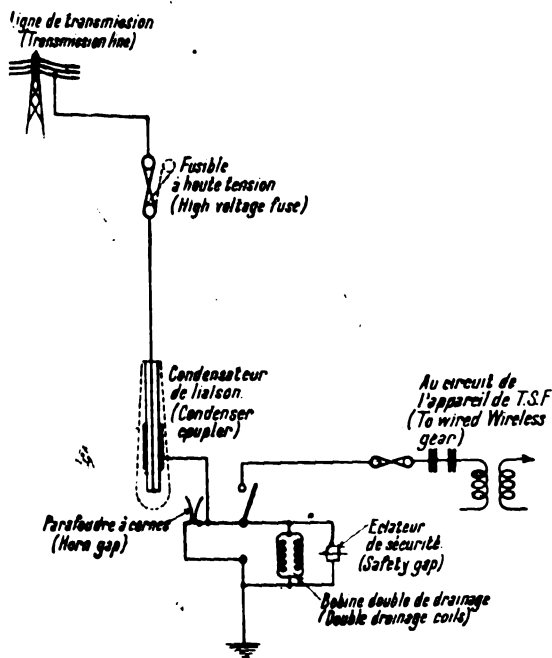 Ligne de transmission
(Transmission line)
Fusible
à haute tension
(High voltage fuse)
Condensateur
de liaison.
(Condenser
coupler)
Au circuit de
l'appareil de T.S.F
(To wired Wireless
gear)
Parafoudre à cornes
(Horn gap)
Eclateur
de sécurité.
(Safety gap)
Bobine double de drainage
(Double drainage coils)